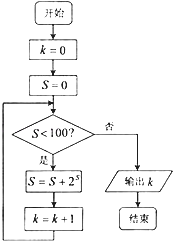 开始
k = 0
S = 0
S < 100?
否
是
S = S + 2^S
输出 k
k = k + 1
结束